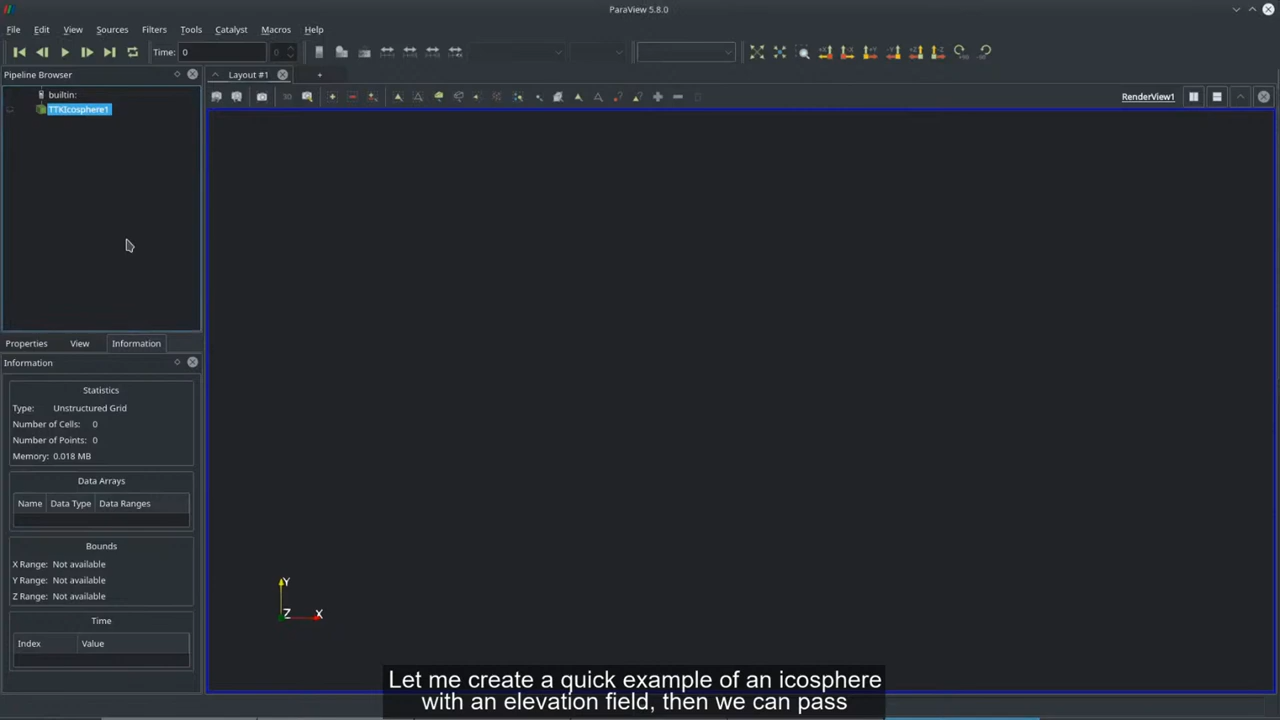 ParaView 5.8.0
File Edit View Sources Filters Tools Catalyst Macros Help
Time: 0 0
Pipeline Browser
Layout #1 +
builtin:
TTKIcosphere1
3D
RenderView1
Properties View Information
Information
Statistics
Type: Unstructured Grid
Number of Cells: 0
Number of Points: 0
Memory: 0.018 MB
Data Arrays
Name Data Type Data Ranges
Bounds
X Range: Not available
Y Range: Not available
Z Range: Not available
Time
Index Value
Y
Z X
Let me create a quick example of an icosphere
with an elevation field, then we can pass